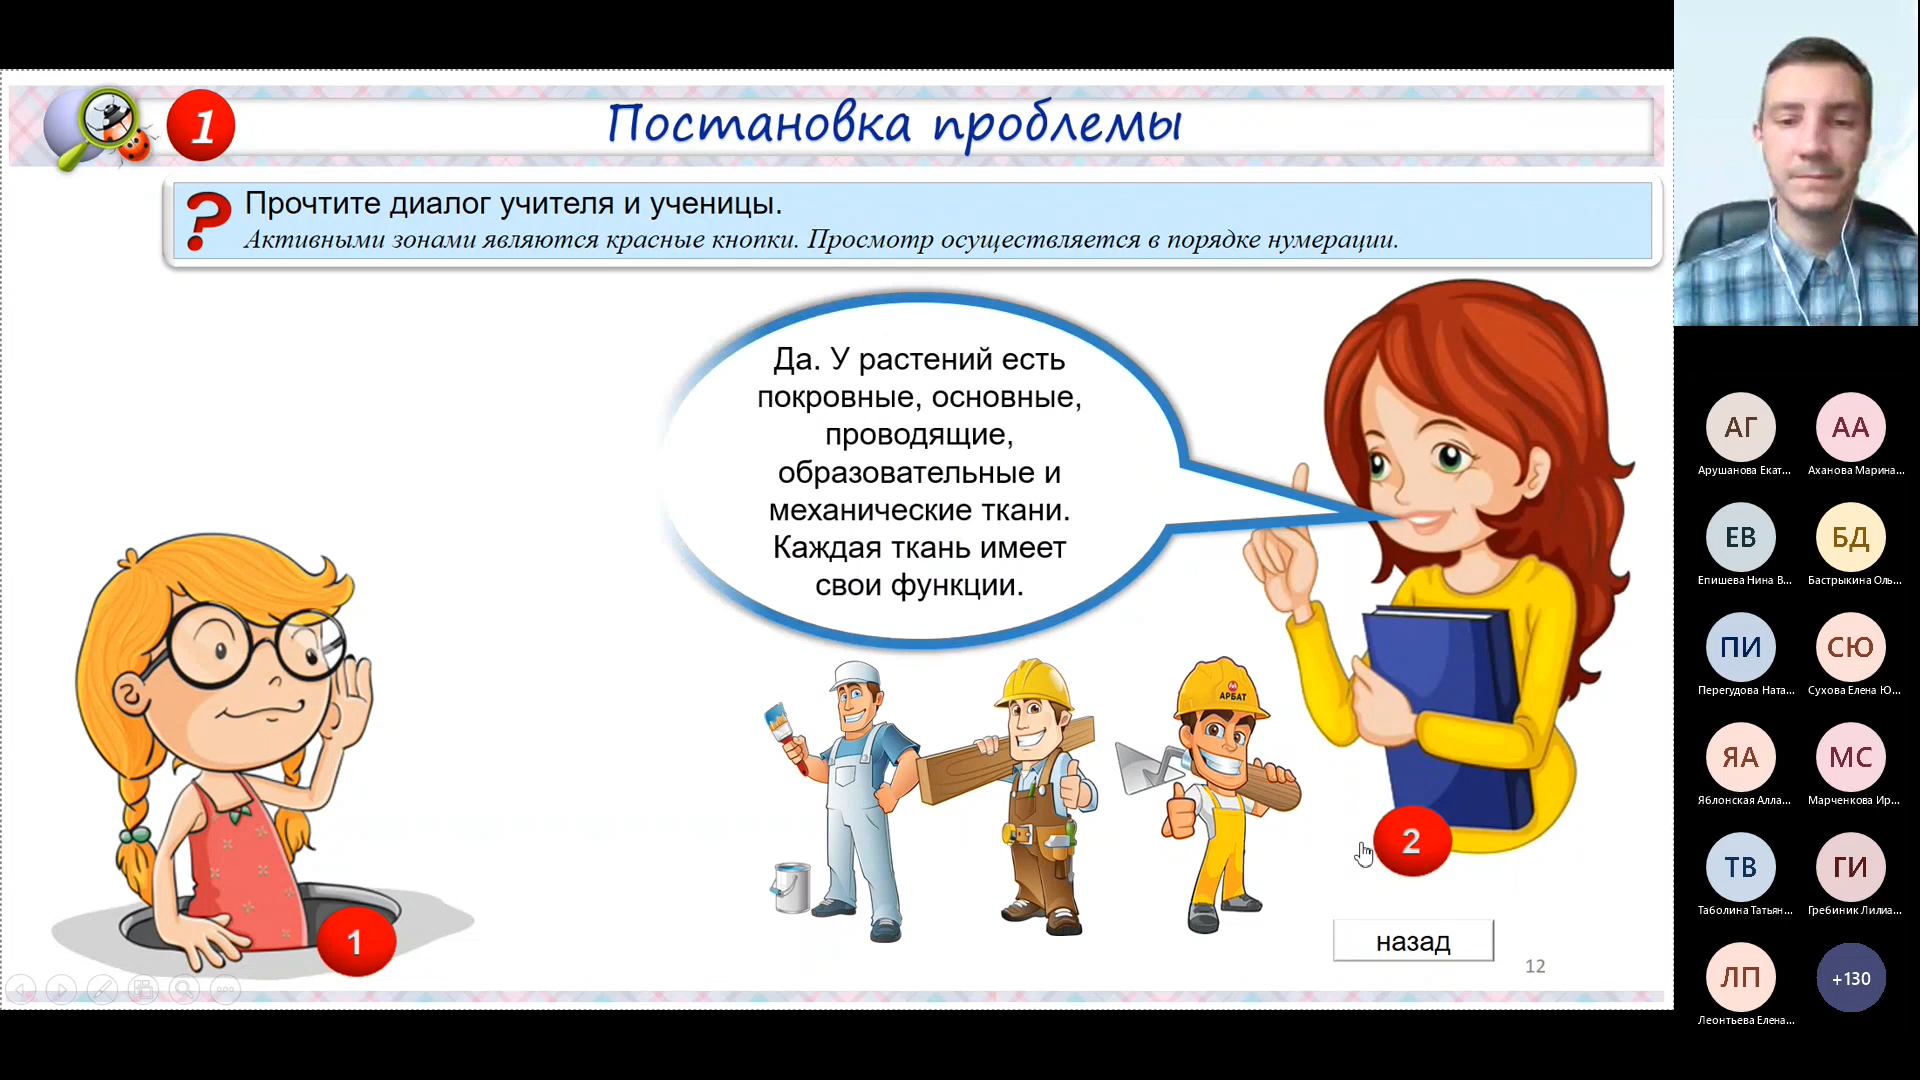 1
Постановка проблемы
Прочтите диалог учителя и ученицы.
Активными зонами являются красные кнопки. Просмотр осуществляется в порядке нумерации.
Да. У растений есть
покровные, основные,
проводящие,
образовательные и
механические ткани.
Каждая ткань имеет
свои функции.
АРБАТ
1
2
назад
12
АГ
Арушанова Екат...
АА
Аханова Марина...
ЕВ
Епишева Нина В...
БД
Бастрыкина Оль...
ПИ
Перегудова Ната...
СЮ
Сухова Елена Ю...
ЯА
Яблонская Алла...
МС
Марченкова Ир...
ТВ
Таболина Татьян...
ГИ
Гребиник Лилиа...
ЛП
Леонтьева Елена...
+130